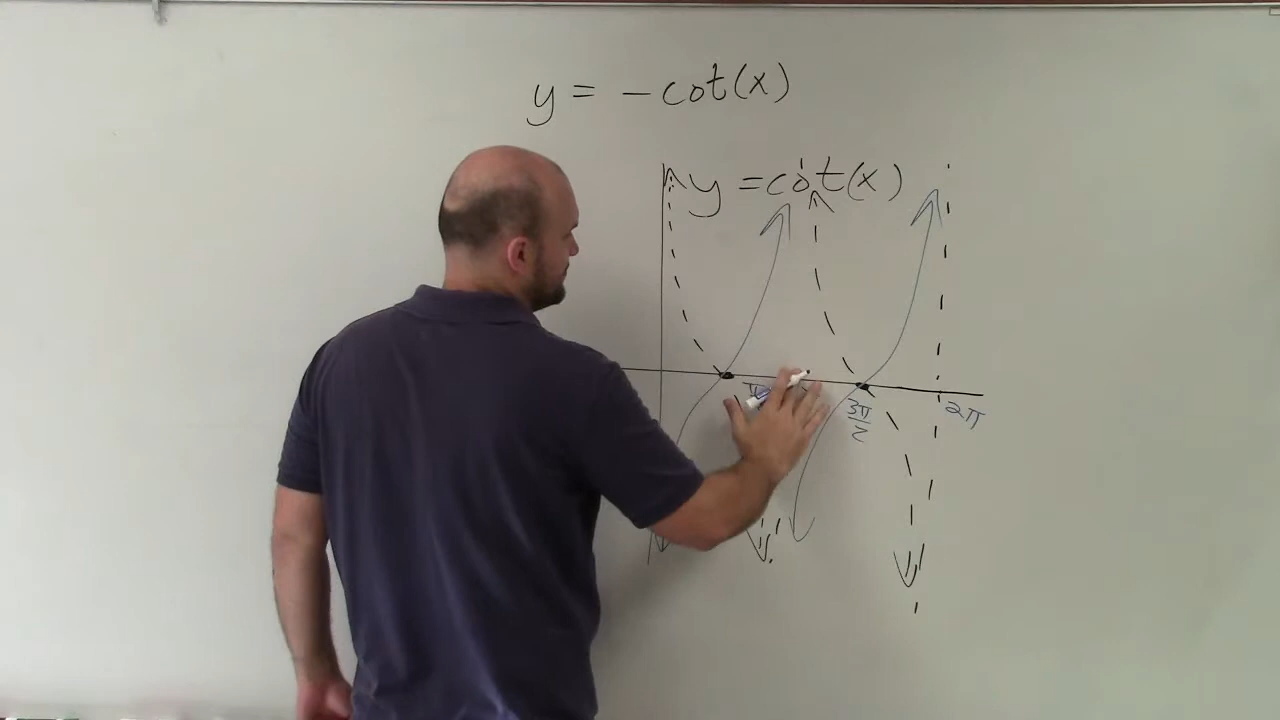 y = -cot(x)
y = cot(x)
π
3π/2
2π